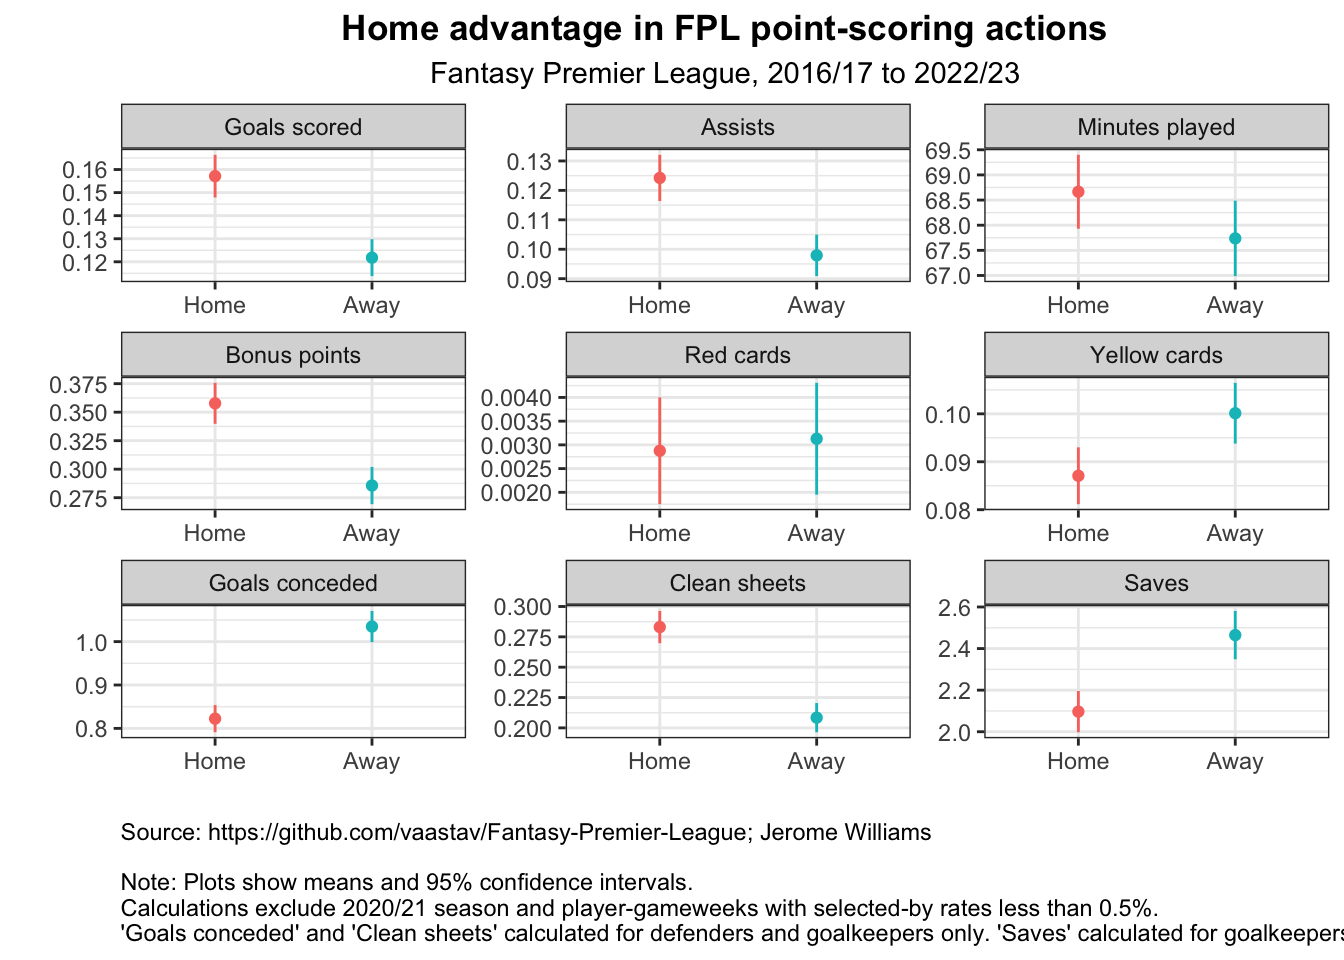 Home advantage in FPL point-scoring actions
Fantasy Premier League, 2016/17 to 2022/23
Goals scored
0.16
0.15
0.14
0.13
0.12
Home Away
Assists
0.13
0.12
0.11
0.10
0.09
Home Away
Minutes played
69.5
69.0
68.5
68.0
67.5
67.0
Home Away
Bonus points
0.375
0.350
0.325
0.300
0.275
Home Away
Red cards
0.0040
0.0035
0.0030
0.0025
0.0020
Home Away
Yellow cards
0.10
0.09
0.08
Home Away
Goals conceded
1.0
0.9
0.8
Home Away
Clean sheets
0.300
0.275
0.250
0.225
0.200
Home Away
Saves
2.6
2.4
2.2
2.0
Home Away
Source: https://github.com/vaastav/Fantasy-Premier-League; Jerome Williams
Note: Plots show means and 95% confidence intervals.
Calculations exclude 2020/21 season and player-gameweeks with selected-by rates less than 0.5%.
'Goals conceded' and 'Clean sheets' calculated for defenders and goalkeepers only. 'Saves' calculated for goalkeepers